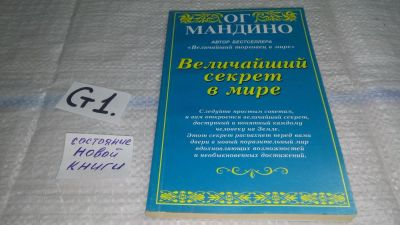 ОГ
МАНДИНО
АВТОР БЕСТСЕЛЛЕРА
«Величайший торговец в мире»
Величайший
секрет
в мире
Следуйте простым советам,
и вам откроется величайший секрет,
доступный и понятный каждому
человеку на Земле.
Этот секрет распахнет перед вами
двери в новый поразительный мир
вдохновляющих возможностей
и необыкновенных достижений.
G1.
состояние
новой
книги